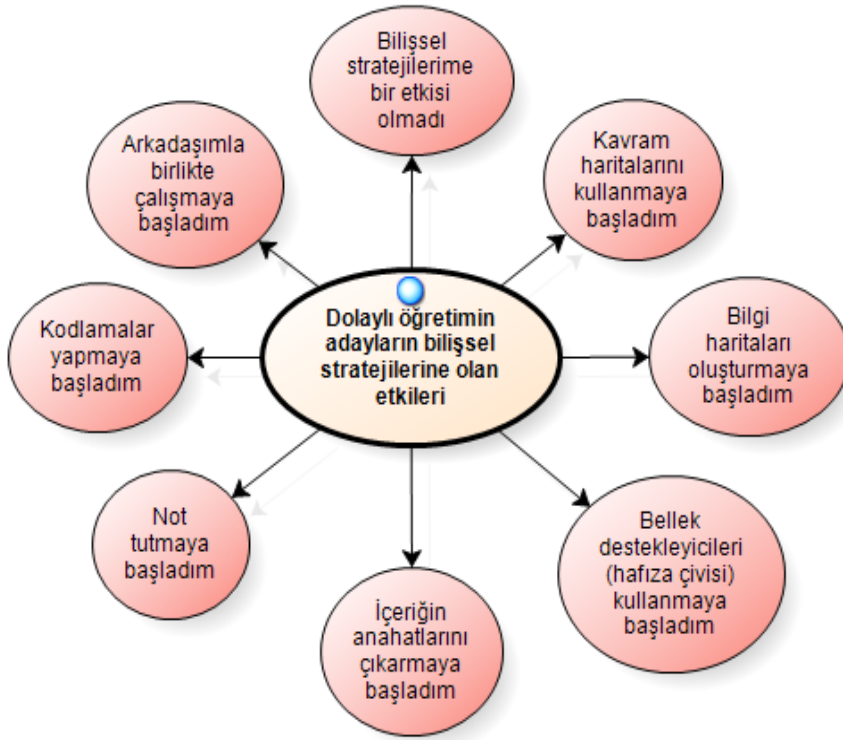 Bilişsel
stratejilerime
bir etkisi
olmadı
Kavram
haritalarını
kullanmaya
başladım
Bilgi
haritaları
oluşturmaya
başladım
Bellek
destekleyicileri
(hafıza çivisi)
kullanmaya
başladım
İçeriğin
anahatlarını
çıkarmaya
başladım
Not
tutmaya
başladım
Kodlamalar
yapmaya
başladım
Arkadaşımla
birlikte
çalışmaya
başladım
Dolaylı öğretimin
adayların bilişsel
stratejilerine olan
etkileri